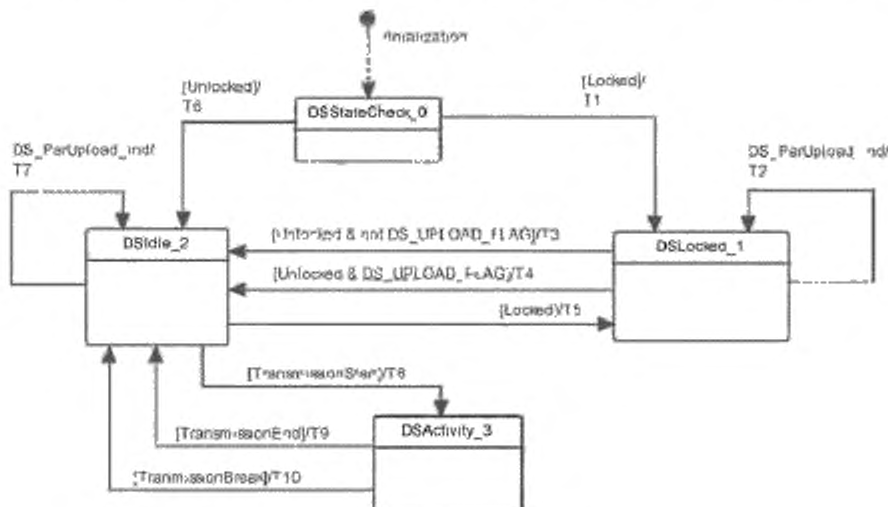 Initialization
[Unlocked]/
T6
[Locked]/
T1
DSStateCheck_0
DS_ParUpload_ind/
T7
DS_ParUpload_ind/
T2
DSIdle_2
[Unlocked & not DS_UPLOAD_FLAG]/T3
DSLocked_1
[Unlocked & DS_UPLOAD_FLAG]/T4
[Locked]/T5
[TransmissionStart]/T8
[TransmissionEnd]/T9
DSActivity_3
[TranmissionBreak]/T10